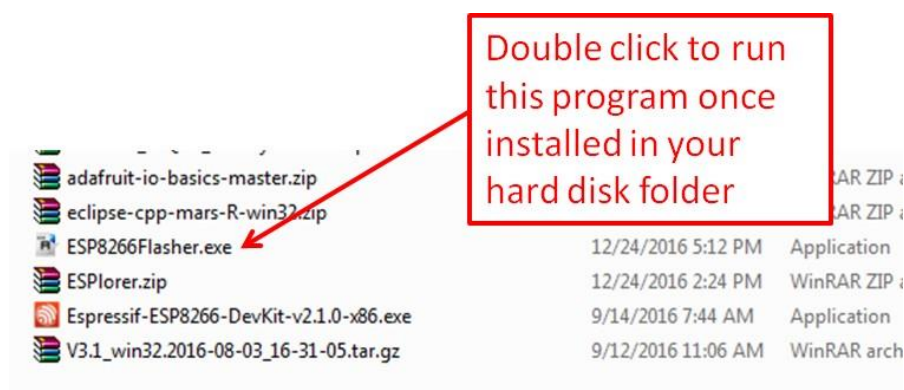 Double click to run
this program once
installed in your
hard disk folder
adafruit-io-basics-master.zip
eclipse-cpp-mars-R-win32.zip
ESP8266Flasher.exe 12/24/2016 5:12 PM Application
ESPlorer.zip 12/24/2016 2:24 PM WinRAR ZIP a
Espressif-ESP8266-DevKit-v2.1.0-x86.exe 9/14/2016 7:44 AM Application
V3.1_win32.2016-08-03_16-31-05.tar.gz 9/12/2016 11:06 AM WinRAR arch